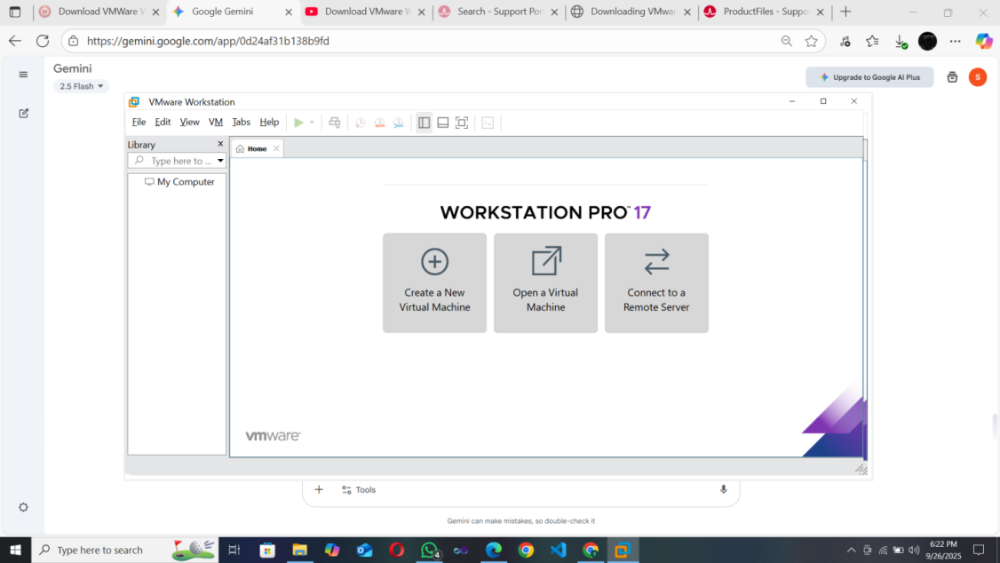 Download VMWare W
Google Gemini
Download VMware W
Search - Support Por
Downloading VMwar
ProductFiles - Suppo
https://gemini.google.com/app/0d24af31b138b9fd
Gemini
2.5 Flash
Upgrade to Google AI Plus
S
VMware Workstation
File Edit View VM Tabs Help
Library
Home
Type here to ...
My Computer
WORKSTATION PRO™ 17
Create a New
Virtual Machine
Open a Virtual
Machine
Connect to a
Remote Server
vmware®
Tools
Gemini can make mistakes, so double-check it
Type here to search
4
6:22 PM
9/26/2025